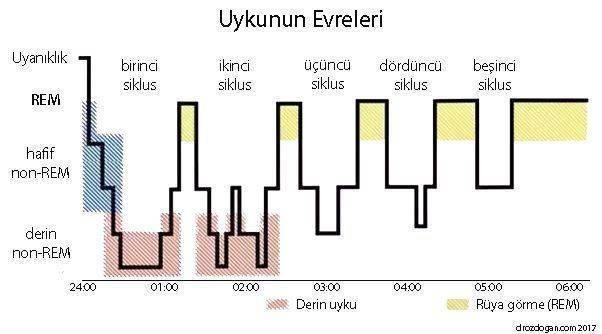 Uykunun Evreleri
Uyanıklık
REM
hafif
non-REM
derin
non-REM
birinci
siklus
ikinci
siklus
üçüncü
siklus
dördüncü
siklus
beşinci
siklus
24:00 01:00 02:00 03:00 04:00 05:00 06:00
Derin uyku
Rüya görme (REM)
drozdogan.com 2017